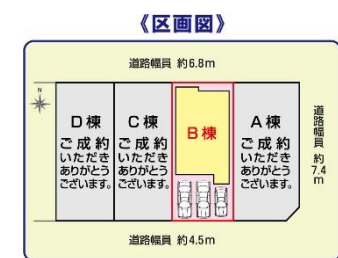 《区画図》
道路幅員 約6.8m
N
D棟
ご成約
いただき
ありがとう
ございます。
C棟
ご成約
いただき
ありがとう
ございます。
B棟
A棟
ご成約
いただき
ありがとう
ございます。
道路幅員 約7.4m
道路幅員 約4.5m